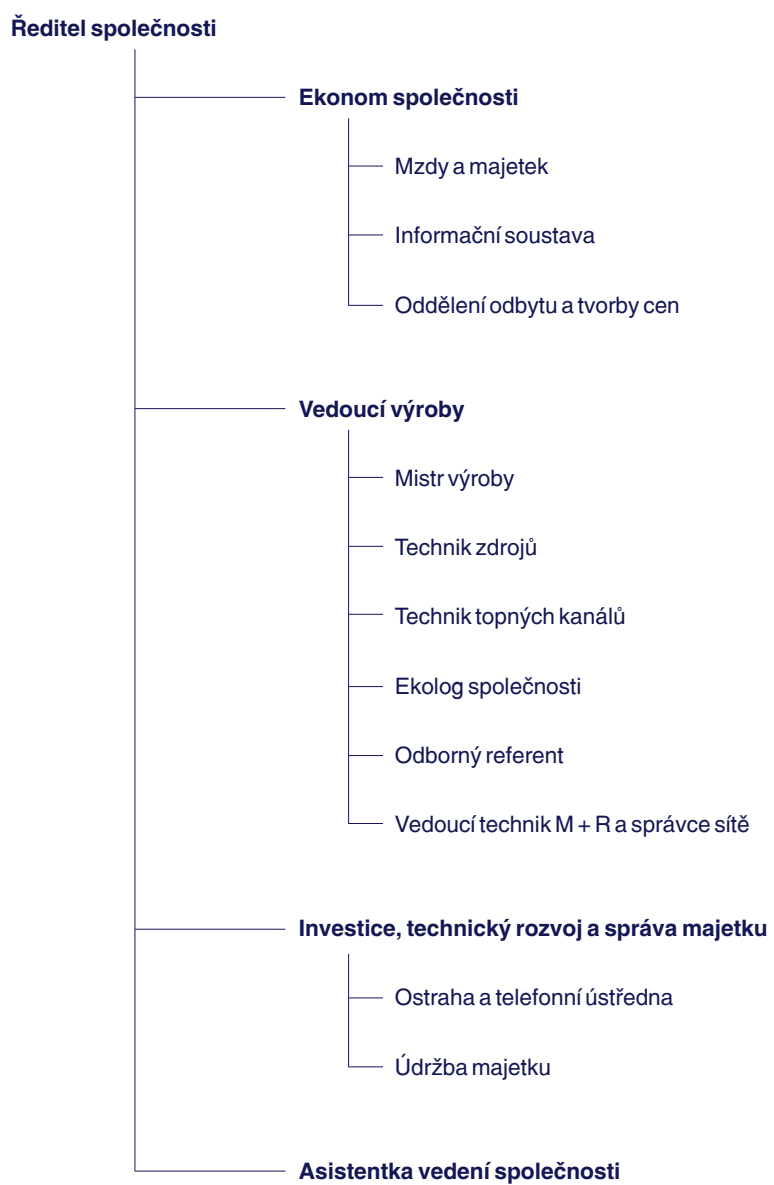 Ředitel společnosti
Ekonom společnosti
Mzdy a majetek
Informační soustava
Oddělení odbytu a tvorby cen
Vedoucí výroby
Mistr výroby
Technik zdrojů
Technik topných kanálů
Ekolog společnosti
Odborný referent
Vedoucí technik M + R a správce sítě
Investice, technický rozvoj a správa majetku
Ostraha a telefonní ústředna
Údržba majetku
Asistentka vedení společnosti